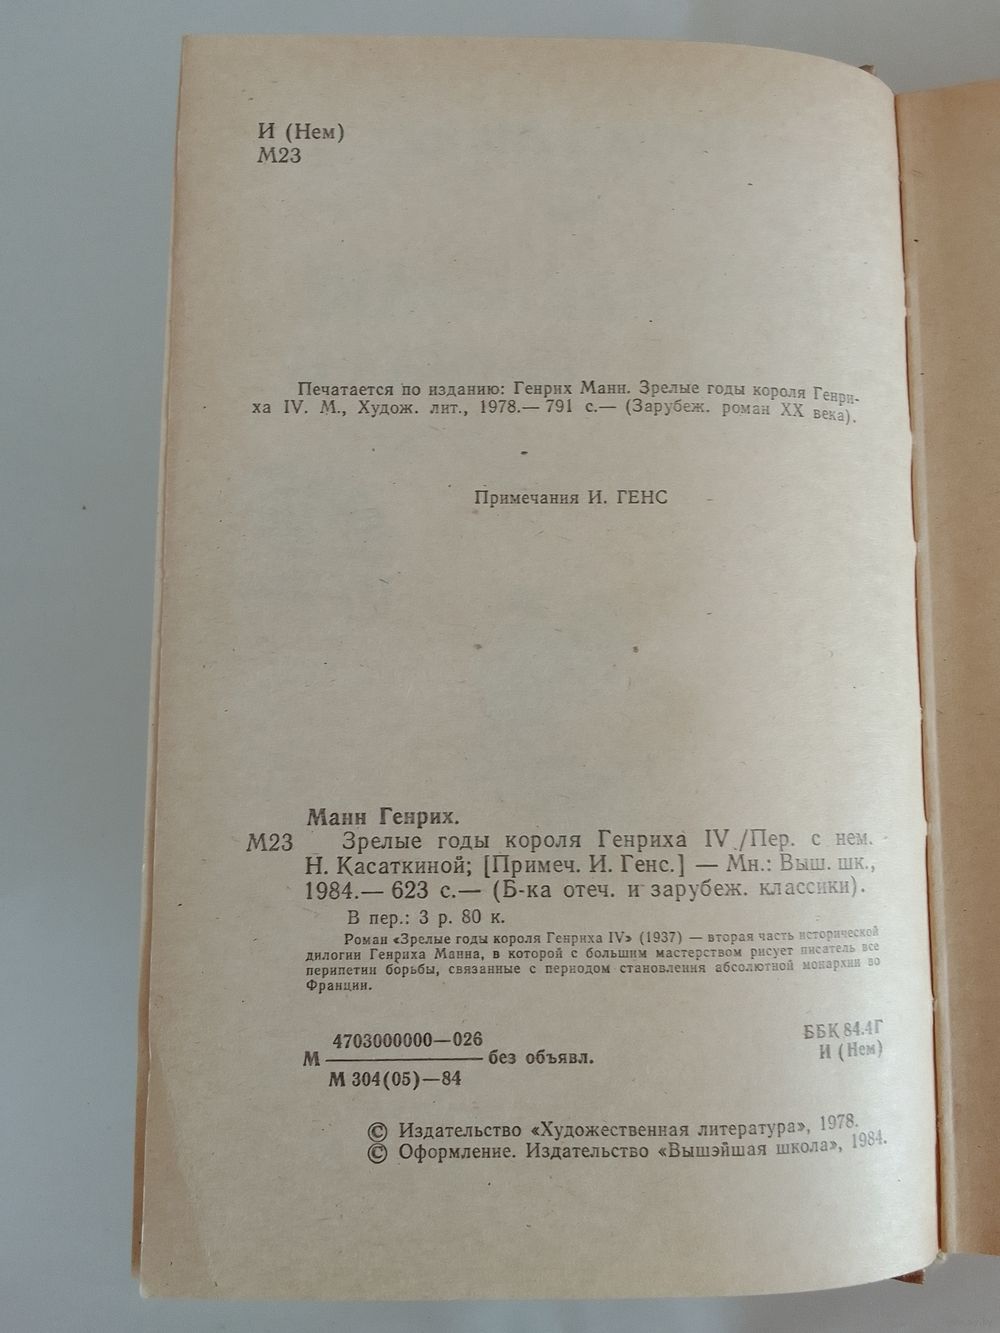 И (Нем)
М23
Печатается по изданию: Генрих Манн. Зрелые годы короля Генри-
ха IV. М., Худож. лит., 1978.— 791 с.— (Зарубеж. роман XX века).
Примечания И. ГЕНС
Манн Генрих.
М23 Зрелые годы короля Генриха IV./Пер. с нем.
Н. Касаткиной; [Примеч. И. Генс.] — Мн.: Выш. шк.,
1984.— 623 с.— (Б-ка отеч. и зарубеж. классики).
В пер.: 3 р. 80 к.
Роман «Зрелые годы короля Генриха IV» (1937) — вторая часть исторической
дилогии Генриха Манна, в которой с большим мастерством рисует писатель все
перипетии борьбы, связанные с периодом становления абсолютной монархии во
Франции.
4703000000—026
М без объявл.
М 304(05)—84
ББК 84.4Г
И (Нем)
© Издательство «Художественная литература», 1978.
© Оформление. Издательство «Вышэйшая школа», 1984.